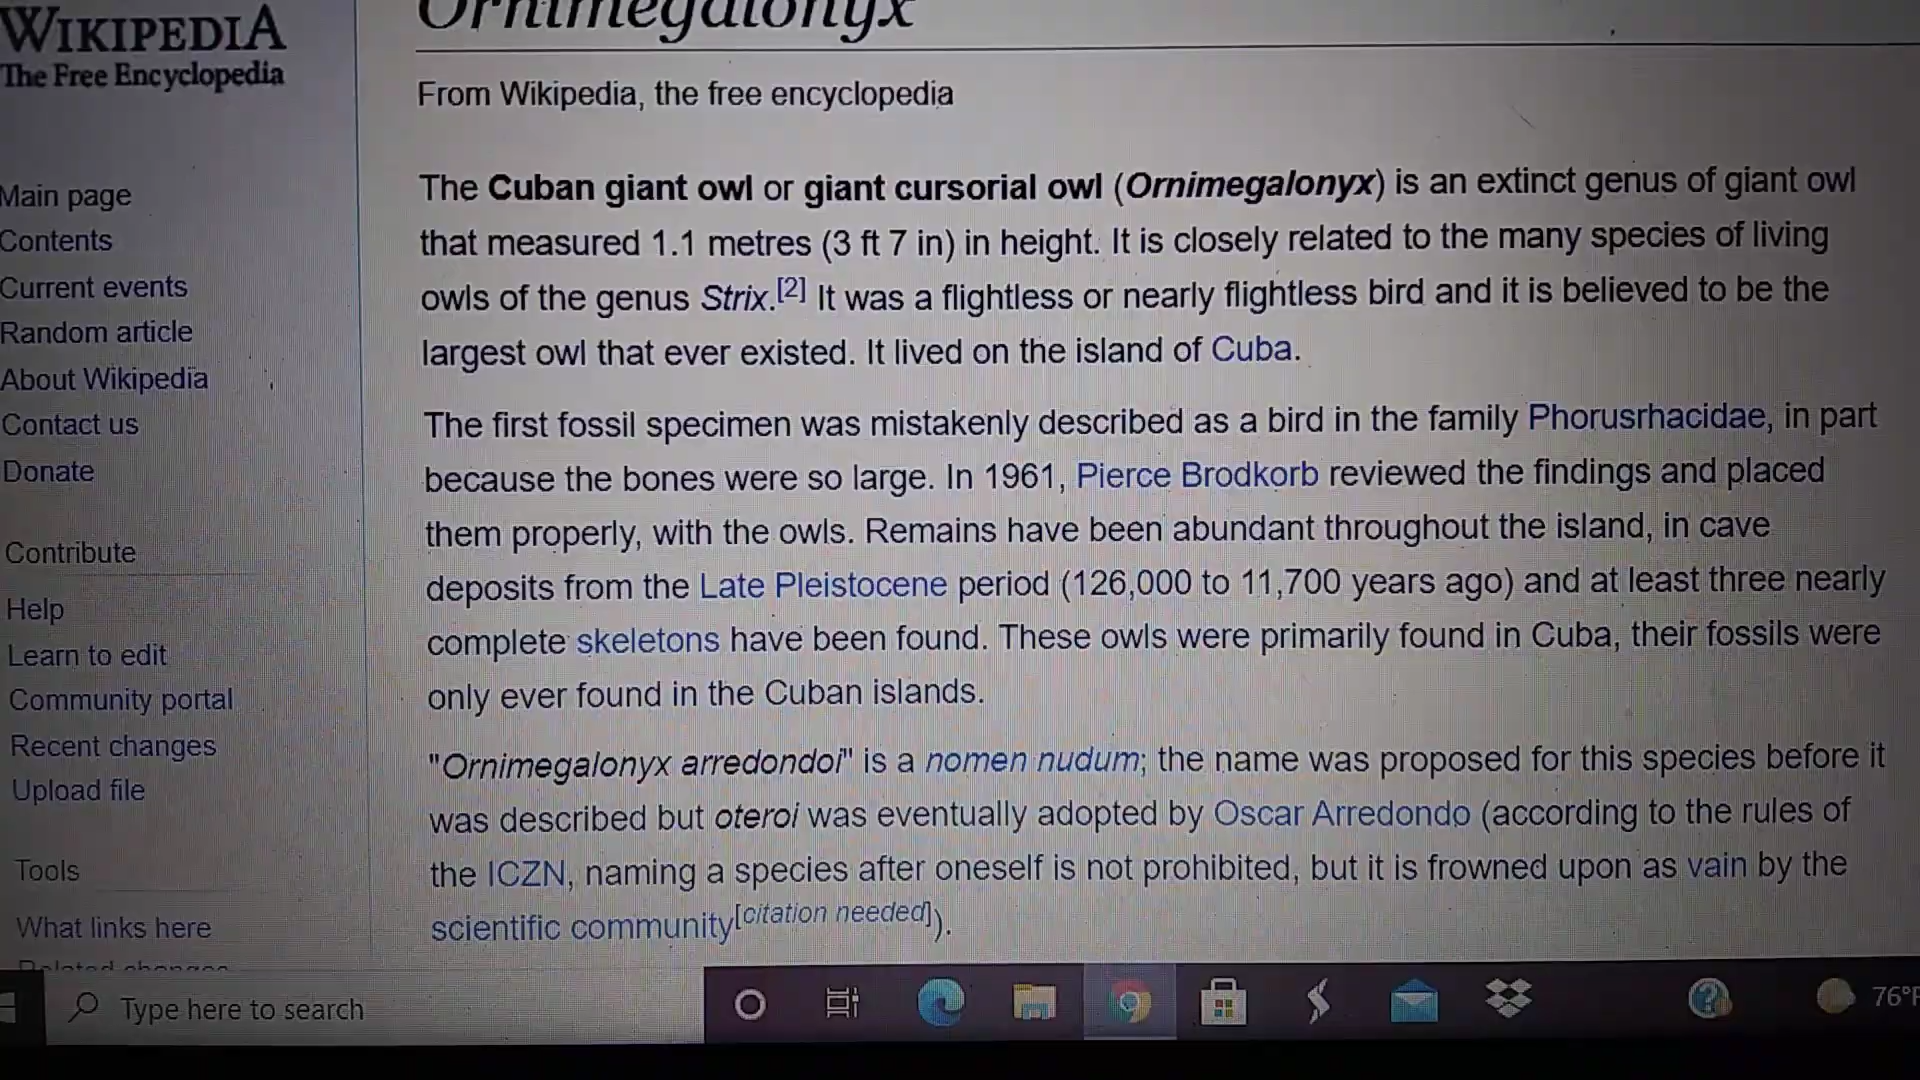 Ornimegalonyx
WIKIPEDIA
The Free Encyclopedia
From Wikipedia, the free encyclopedia
Main page
Contents
Current events
Random article
About Wikipedia
Contact us
Donate
Contribute
Help
Learn to edit
Community portal
Recent changes
Upload file
Tools
What links here
Related changes
The Cuban giant owl or giant cursorial owl (Ornimegalonyx) is an extinct genus of giant owl
that measured 1.1 metres (3 ft 7 in) in height. It is closely related to the many species of living
owls of the genus Strix.[2] It was a flightless or nearly flightless bird and it is believed to be the
largest owl that ever existed. It lived on the island of Cuba.
The first fossil specimen was mistakenly described as a bird in the family Phorusrhacidae, in part
because the bones were so large. In 1961, Pierce Brodkorb reviewed the findings and placed
them properly, with the owls. Remains have been abundant throughout the island, in cave
deposits from the Late Pleistocene period (126,000 to 11,700 years ago) and at least three nearly
complete skeletons have been found. These owls were primarily found in Cuba, their fossils were
only ever found in the Cuban islands.
"Ornimegalonyx arredondoi" is a nomen nudum; the name was proposed for this species before it
was described but oteroi was eventually adopted by Oscar Arredondo (according to the rules of
the ICZN, naming a species after oneself is not prohibited, but it is frowned upon as vain by the
scientific community[citation needed]).
Type here to search
76°F